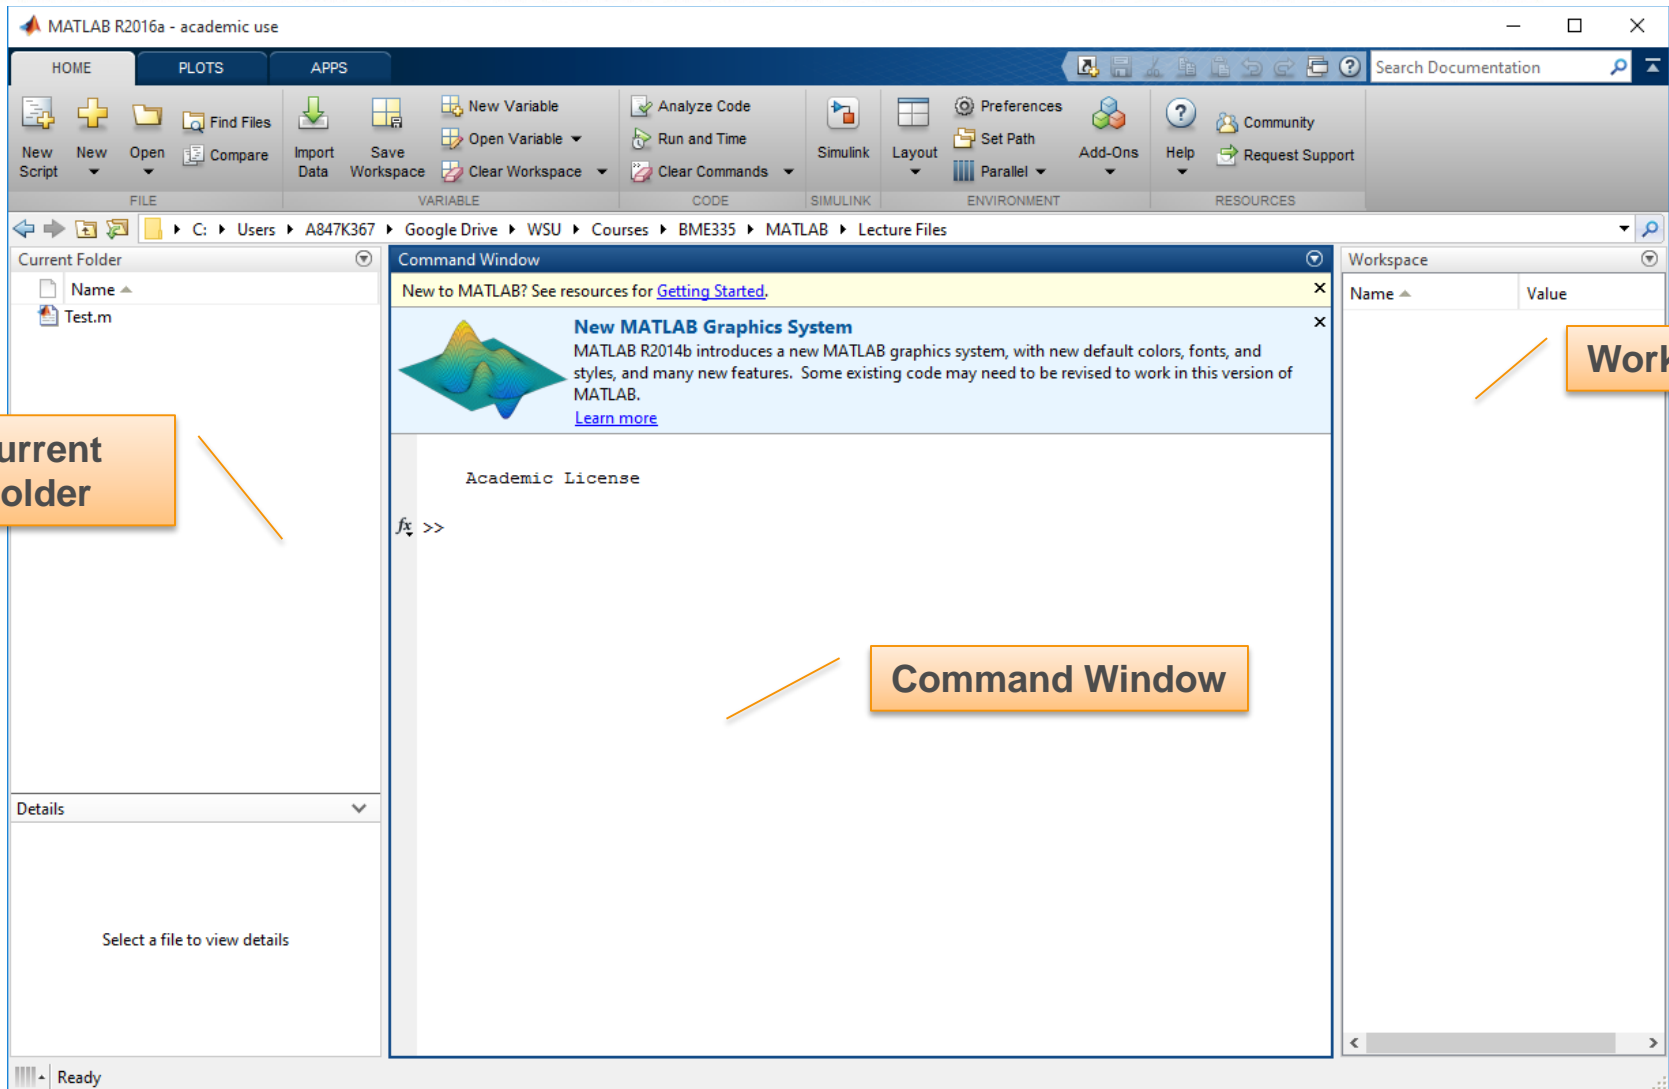 MATLAB R2016a - academic use
HOME PLOTS APPS Search Documentation
New Script
New
Open
Find Files
Compare
Import Data
Save Workspace
New Variable
Open Variable
Clear Workspace
Analyze Code
Run and Time
Clear Commands
Simulink
Layout
Preferences
Set Path
Parallel
Add-Ons
Help
Community
Request Support
FILE VARIABLE CODE SIMULINK ENVIRONMENT RESOURCES
C: Users A847K367 Google Drive WSU Courses BME335 MATLAB Lecture Files
Current Folder
Name
Test.m
urrent
older
Details
Select a file to view details
Command Window
New to MATLAB? See resources for Getting Started.
New MATLAB Graphics System
MATLAB R2014b introduces a new MATLAB graphics system, with new default colors, fonts, and
styles, and many new features. Some existing code may need to be revised to work in this version of
MATLAB.
Learn more
Academic License
fx >>
Command Window
Workspace
Name Value
Work
Ready